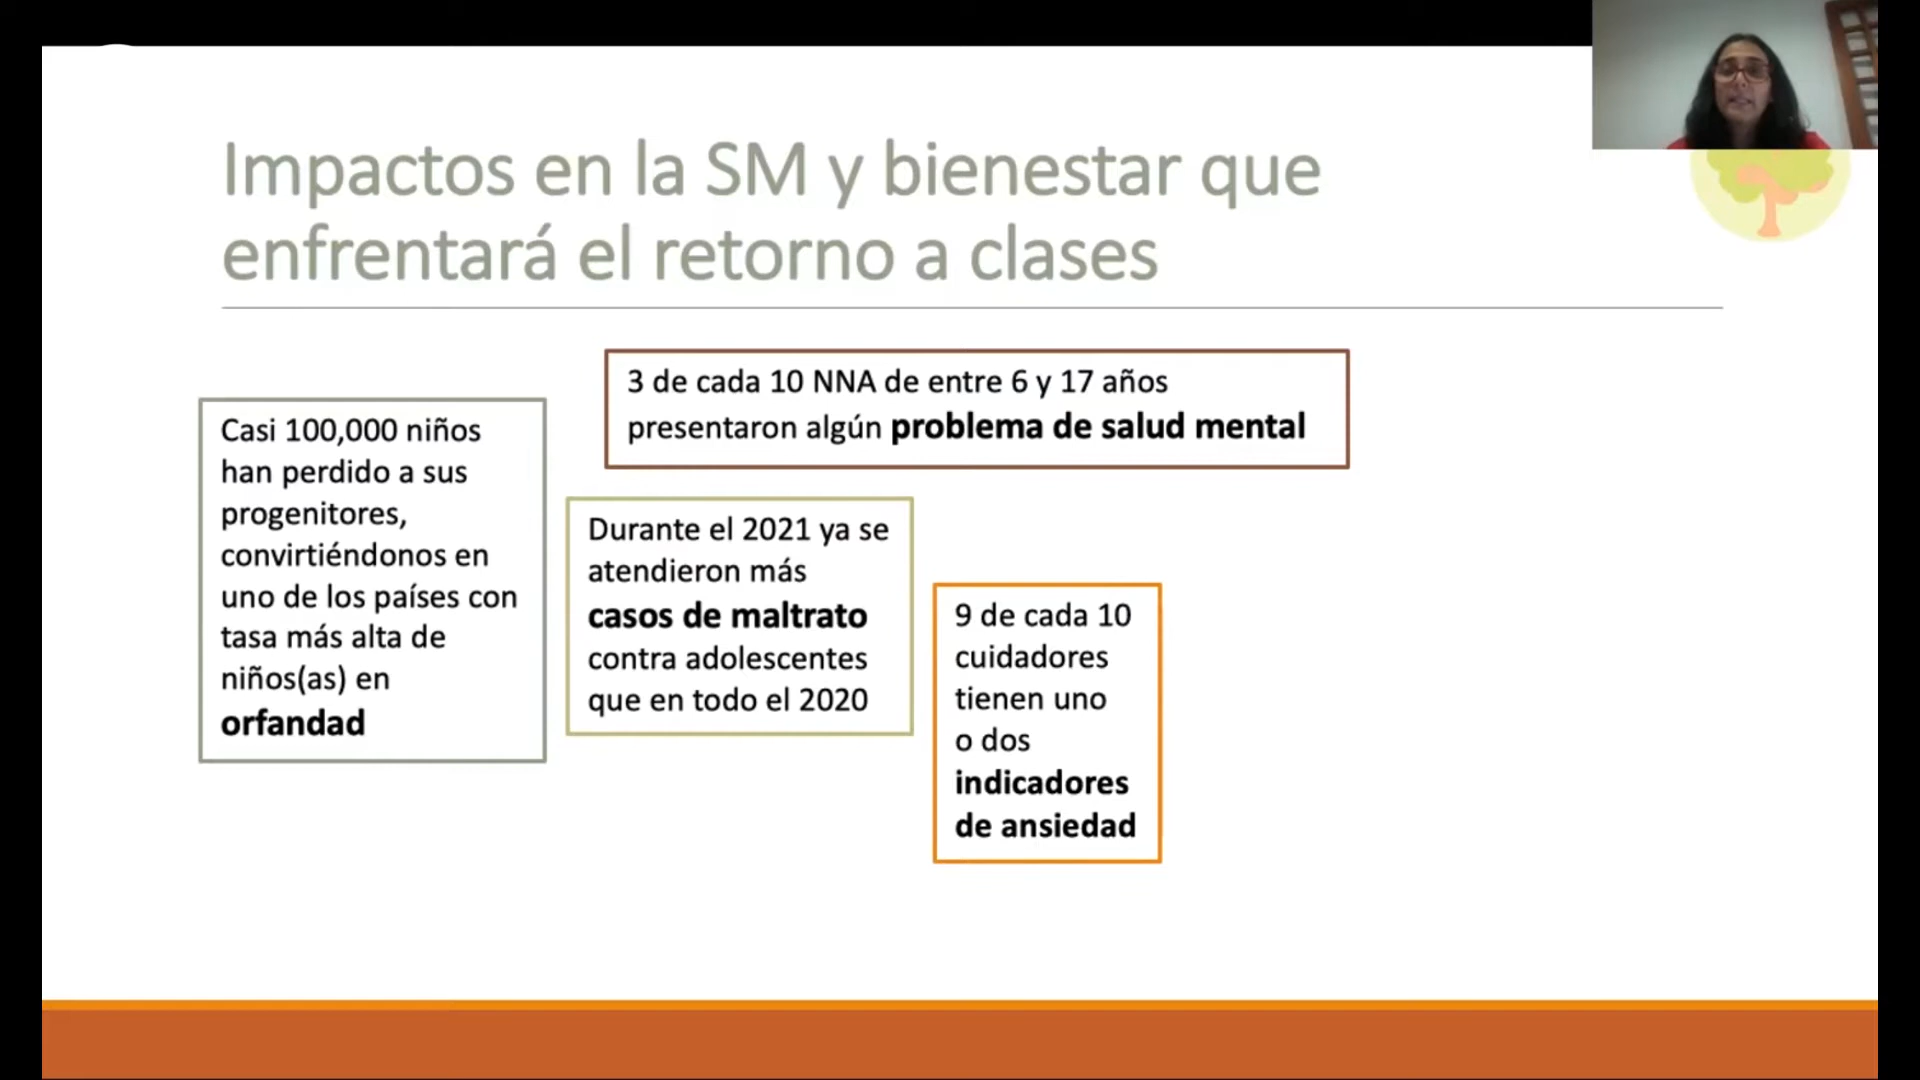 Impactos en la SM y bienestar que
enfrentará el retorno a clases
3 de cada 10 NNA de entre 6 y 17 años
presentaron algún problema de salud mental
Casi 100,000 niños
han perdido a sus
progenitores,
convirtiéndonos en
uno de los países con
tasa más alta de
niños(as) en
orfandad
Durante el 2021 ya se
atendieron más
casos de maltrato
contra adolescentes
que en todo el 2020
9 de cada 10
cuidadores
tienen uno
o dos
indicadores
de ansiedad